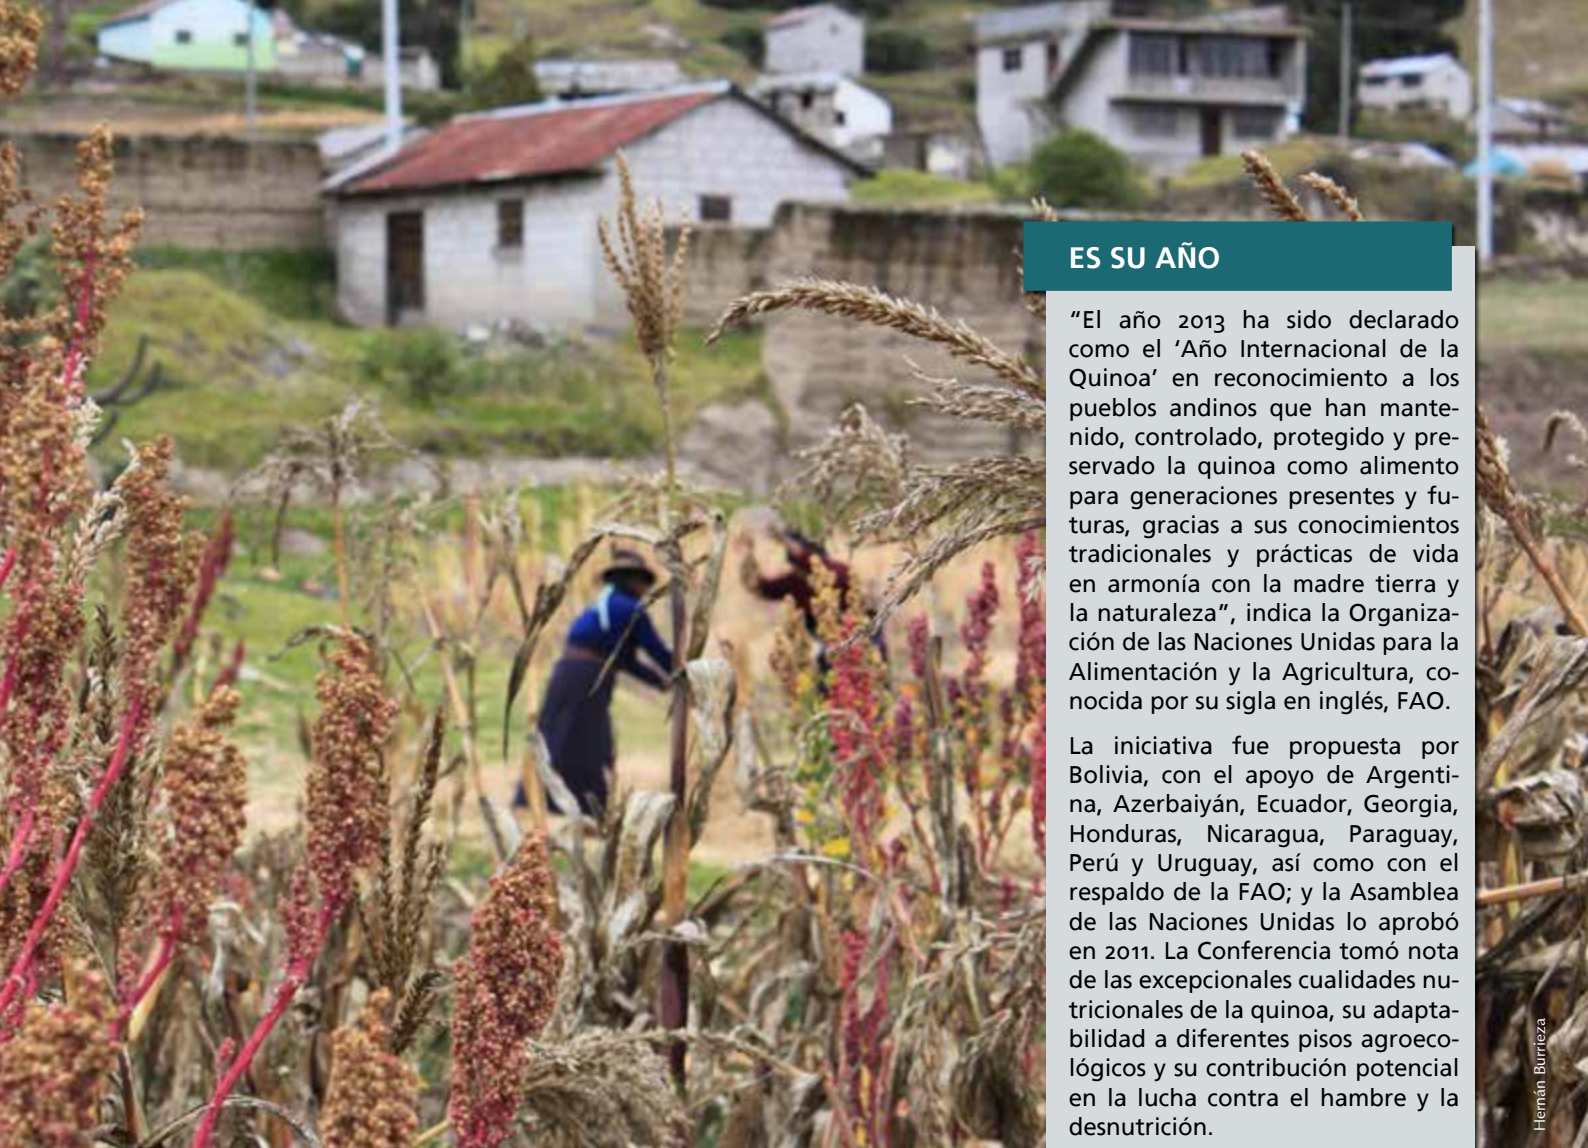 ES SU AÑO
“El año 2013 ha sido declarado
como el ‘Año Internacional de la
Quinoa’ en reconocimiento a los
pueblos andinos que han mante-
nido, controlado, protegido y pre-
servado la quinoa como alimento
para generaciones presentes y fu-
turas, gracias a sus conocimientos
tradicionales y prácticas de vida
en armonía con la madre tierra y
la naturaleza”, indica la Organiza-
ción de las Naciones Unidas para la
Alimentación y la Agricultura, co-
nocida por su sigla en inglés, FAO.
La iniciativa fue propuesta por
Bolivia, con el apoyo de Argenti-
na, Azerbaiyán, Ecuador, Georgia,
Honduras, Nicaragua, Paraguay,
Perú y Uruguay, así como con el
respaldo de la FAO; y la Asamblea
de las Naciones Unidas lo aprobó
en 2011. La Conferencia tomó nota
de las excepcionales cualidades nu-
tricionales de la quinoa, su adapta-
bilidad a diferentes pisos agroeco-
lógicos y su contribución potencial
en la lucha contra el hambre y la
desnutrición.
Hernán Burrieza